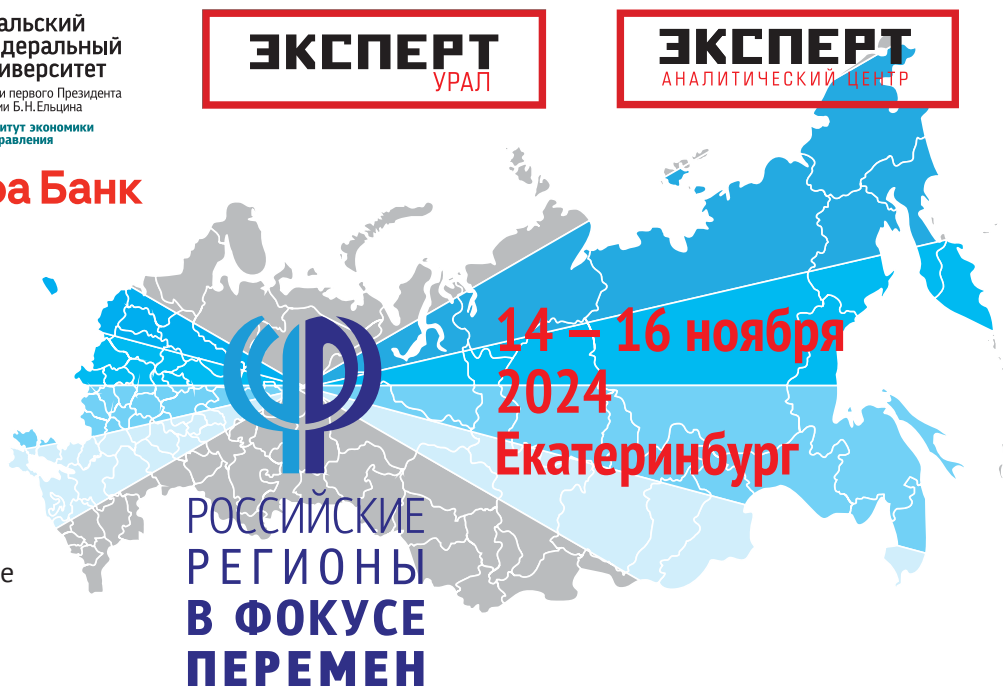 альский
деральный
иверситет
и первого Президента
ии Б.Н.Ельцина
итут экономики
равления
ра Банк
ЭКСПЕРТ
УРАЛ
ЭКСПЕРТ
АНАЛИТИЧЕСКИЙ ЦЕНТР
14 – 16 ноября
2024
Екатеринбург
РОССИЙСКИЕ
РЕГИОНЫ
В ФОКУСЕ
ПЕРЕМЕН
е